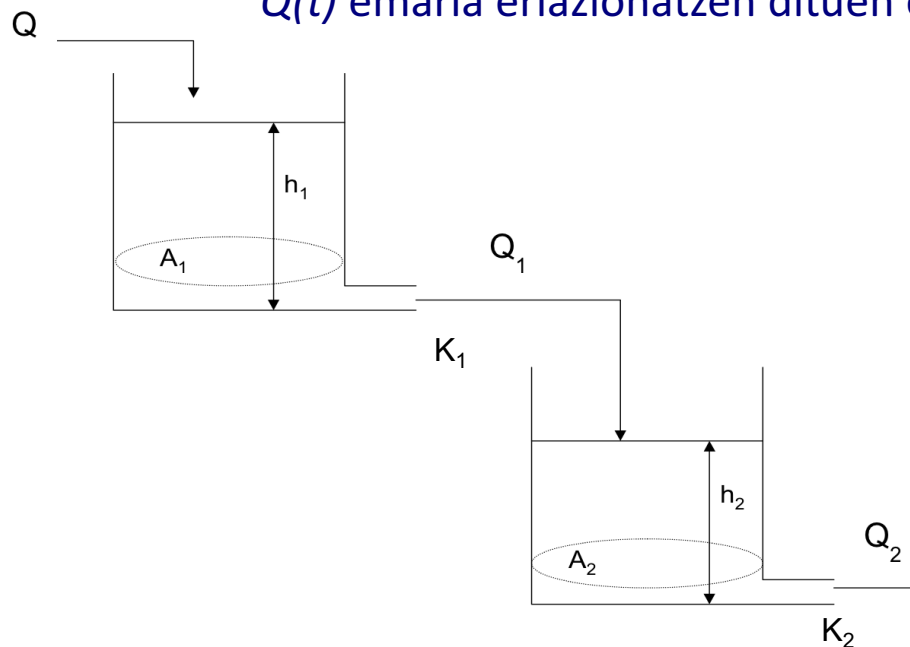 Q(t) emaria erlazionatzen dituen
Q
h₁
A₁
Q₁
K₁
h₂
A₂
Q₂
K₂